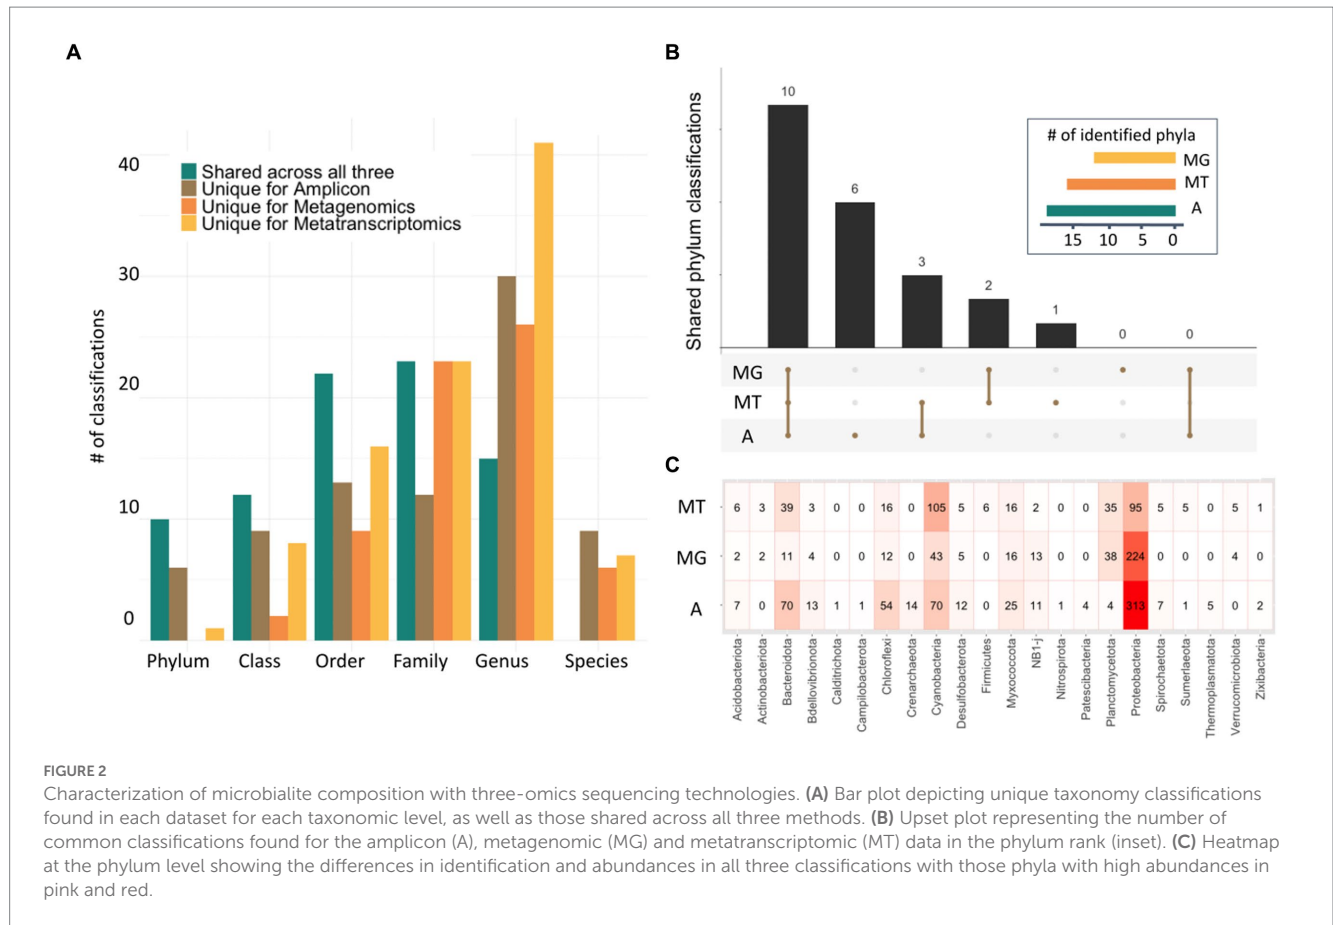 A
# of classifications
40
30
20
10
0
Shared across all three
Unique for Amplicon
Unique for Metagenomics
Unique for Metatranscriptomics
Phylum Class Order Family Genus Species
B
Shared phylum classifications
10
6
3
2
1
0
0
# of identified phyla
MG
MT
A
15 10 5 0
MG
MT
A
C
MT 6 3 39 3 0 0 16 0 105 5 6 16 2 0 0 35 95 5 5 0 5 1
MG 2 2 11 4 0 0 12 0 43 5 0 16 13 0 0 38 224 0 0 0 4 0
A 7 0 70 13 1 1 54 14 70 12 0 25 11 1 4 4 313 7 1 5 0 2
Acidobacteriota
Actinobacteriota
Bacteroidota
Bdellovibrionota
Calditrichota
Campilobacterota
Chloroflexi
Crenarchaeota
Cyanobacteria
Desulfobacterota
Firmicutes
Myxococcota
NB1-j
Nitrospirota
Patescibacteria
Planctomycetota
Proteobacteria
Spirochaetota
Sumerlaeota
Thermoplasmatota
Verrucomicrobiota
Zixibacteria
FIGURE 2
Characterization of microbialite composition with three-omics sequencing technologies. (A) Bar plot depicting unique taxonomy classifications
found in each dataset for each taxonomic level, as well as those shared across all three methods. (B) Upset plot representing the number of
common classifications found for the amplicon (A), metagenomic (MG) and metatranscriptomic (MT) data in the phylum rank (inset). (C) Heatmap
at the phylum level showing the differences in identification and abundances in all three classifications with those phyla with high abundances in
pink and red.